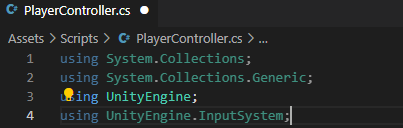 C# PlayerController.cs
Assets > Scripts > C# PlayerController.cs > ...
1 using System.Collections;
2 using System.Collections.Generic;
3 using UnityEngine;
4 using UnityEngine.InputSystem;